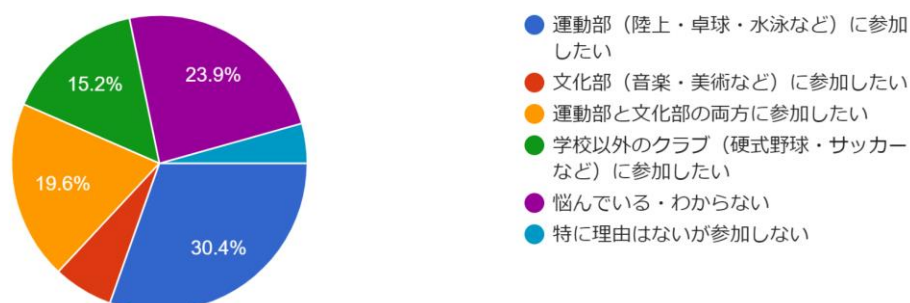 運動部（陸上・卓球・水泳など）に参加
したい
文化部（音楽・美術など）に参加したい
運動部と文化部の両方に参加したい
学校以外のクラブ（硬式野球・サッカー
など）に参加したい
悩んでいる・わからない
特に理由はないが参加しない
15.2%
23.9%
19.6%
30.4%